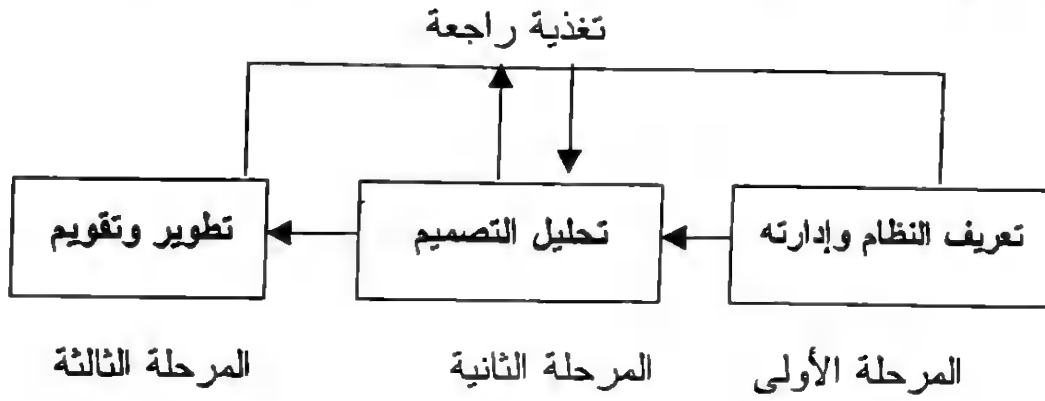 تغذية راجعة
تعريف النظام وإدارته
تحليل التصميم
تطوير وتقويم
المرحلة الأولى
المرحلة الثانية
المرحلة الثالثة